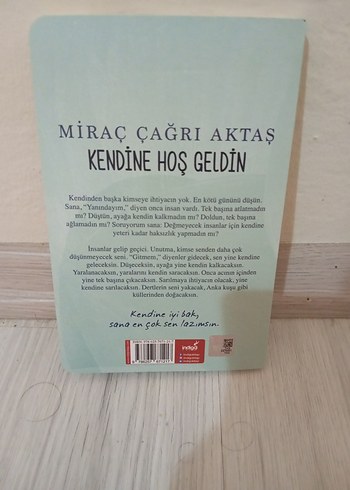 MİRAÇ ÇAĞRI AKTAŞ
KENDİNE HOŞ GELDİN
Kendinden başka kimseye ihtiyacın yok. En kötü gününü düşün.
Sana, “Yanındayım,” diyen onca insan vardı. Tek başına atlatmadın
mı? Düştün, ayağa kendin kalkmadın mı? Doldun, tek başına
ağlamadın mı? Soruyorum sana: Değmeyecek insanlar için kendine
yeteri kadar haksızlık yapmadın mı?
İnsanlar gelip geçici. Unutma, kimse senden daha çok
düşünmeyecek seni. “Gitmem,” diyenler gidecek, sen yine kendine
geleceksin. Düşeceksin, ayağa yine kendin kalkacaksın.
Yaralanacaksın, yaralarını kendin saracaksın. Onca acının içinden
yine tek başına çıkacaksın. Sarılmaya ihtiyacın olacak, yine
kendine sarılacaksın. Dertlerin seni yakacak, Anka kuşu gibi
küllerinden doğacaksın.
Kendine iyi bak,
sana en çok sen lazımsın.
indigo